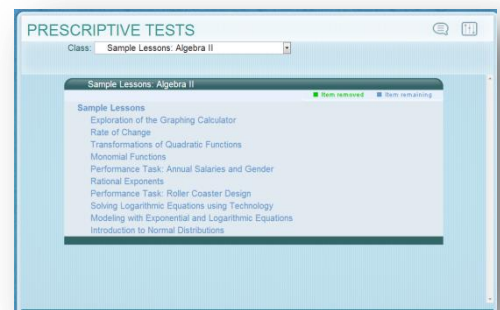 PRESCRIPTIVE TESTS
Class: Sample Lessons: Algebra II
Sample Lessons: Algebra II
Item removed Item remaining
Sample Lessons
Exploration of the Graphing Calculator
Rate of Change
Transformations of Quadratic Functions
Monomial Functions
Performance Task: Annual Salaries and Gender
Rational Exponents
Performance Task: Roller Coaster Design
Solving Logarithmic Equations using Technology
Modeling with Exponential and Logarithmic Equations
Introduction to Normal Distributions